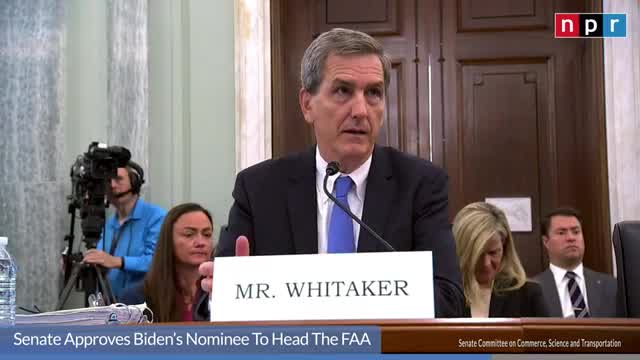 npr
MR. WHITAKER
Senate Approves Biden's Nominee To Head The FAA
Senate Committee on Commerce, Science and Transportation